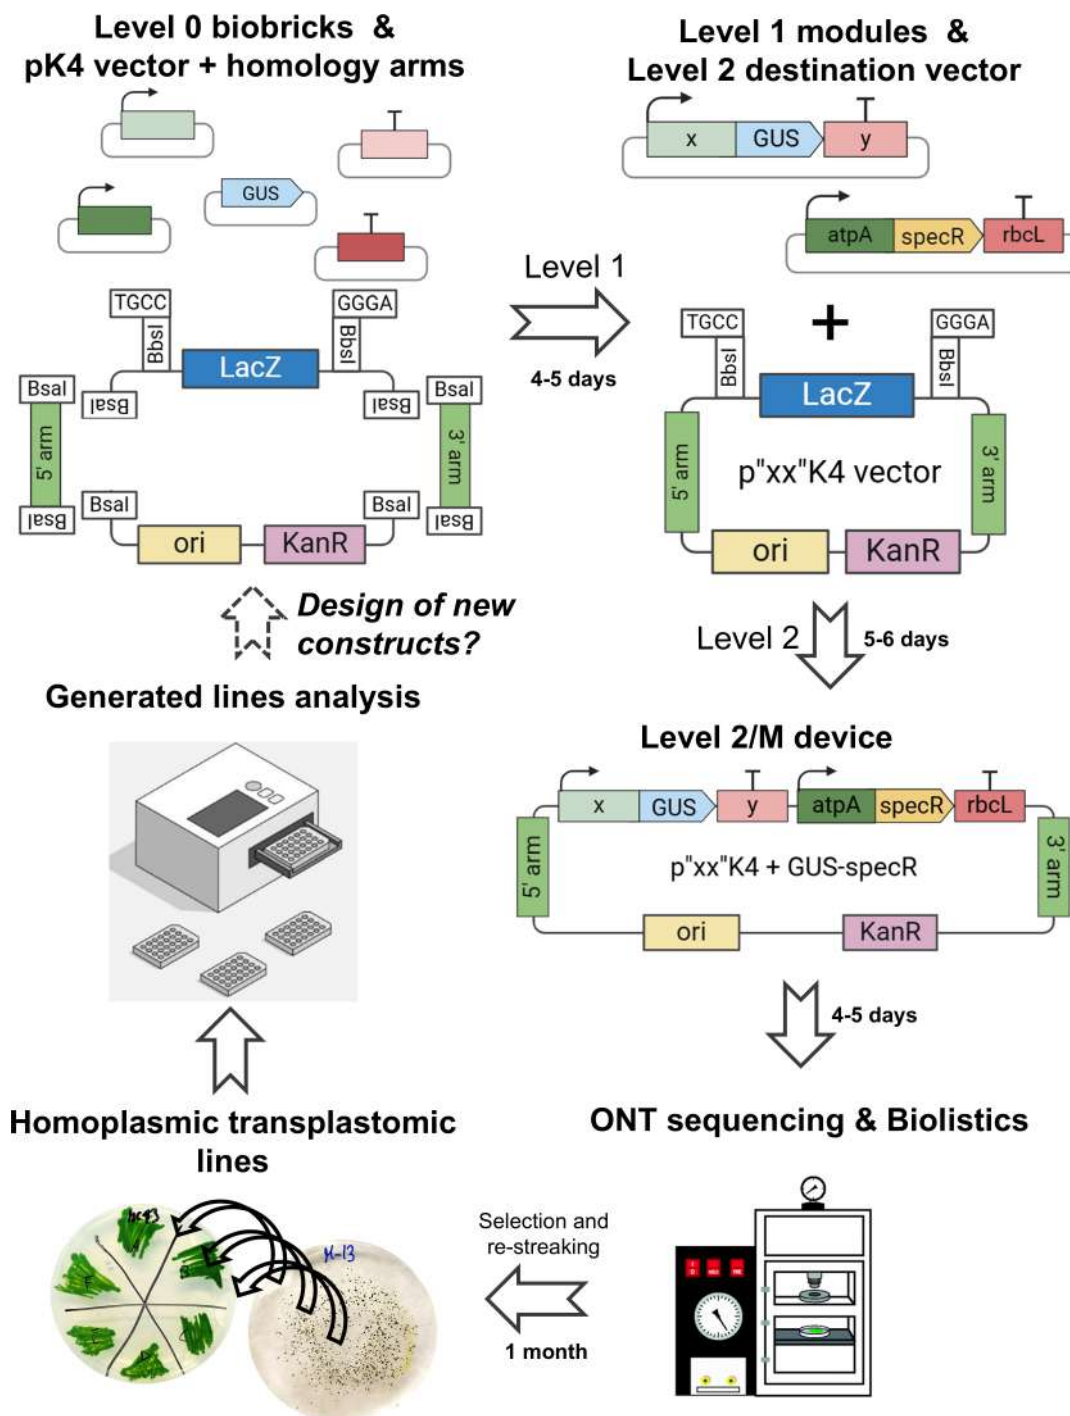 Level 0 biobricks &
pK4 vector + homology arms
GUS
TGCC
GGGA
BbsI
BbsI
LacZ
BsaI
BsaI
BsaI
BsaI
5' arm
3' arm
BsaI
BsaI
BsaI
BsaI
ori
KanR
Level 1
4-5 days
Level 1 modules &
Level 2 destination vector
x
GUS
y
atpA
specR
rbcL
+
TGCC
GGGA
BbsI
BbsI
LacZ
5' arm
3' arm
p"xx"K4 vector
ori
KanR
Level 2
5-6 days
Level 2/M device
x
GUS
y
atpA
specR
rbcL
5' arm
3' arm
p"xx"K4 + GUS-specR
ori
KanR
4-5 days
ONT sequencing & Biolistics
Selection and
re-streaking
1 month
Homoplasmic transplastomic
lines
Generated lines analysis
Design of new
constructs?